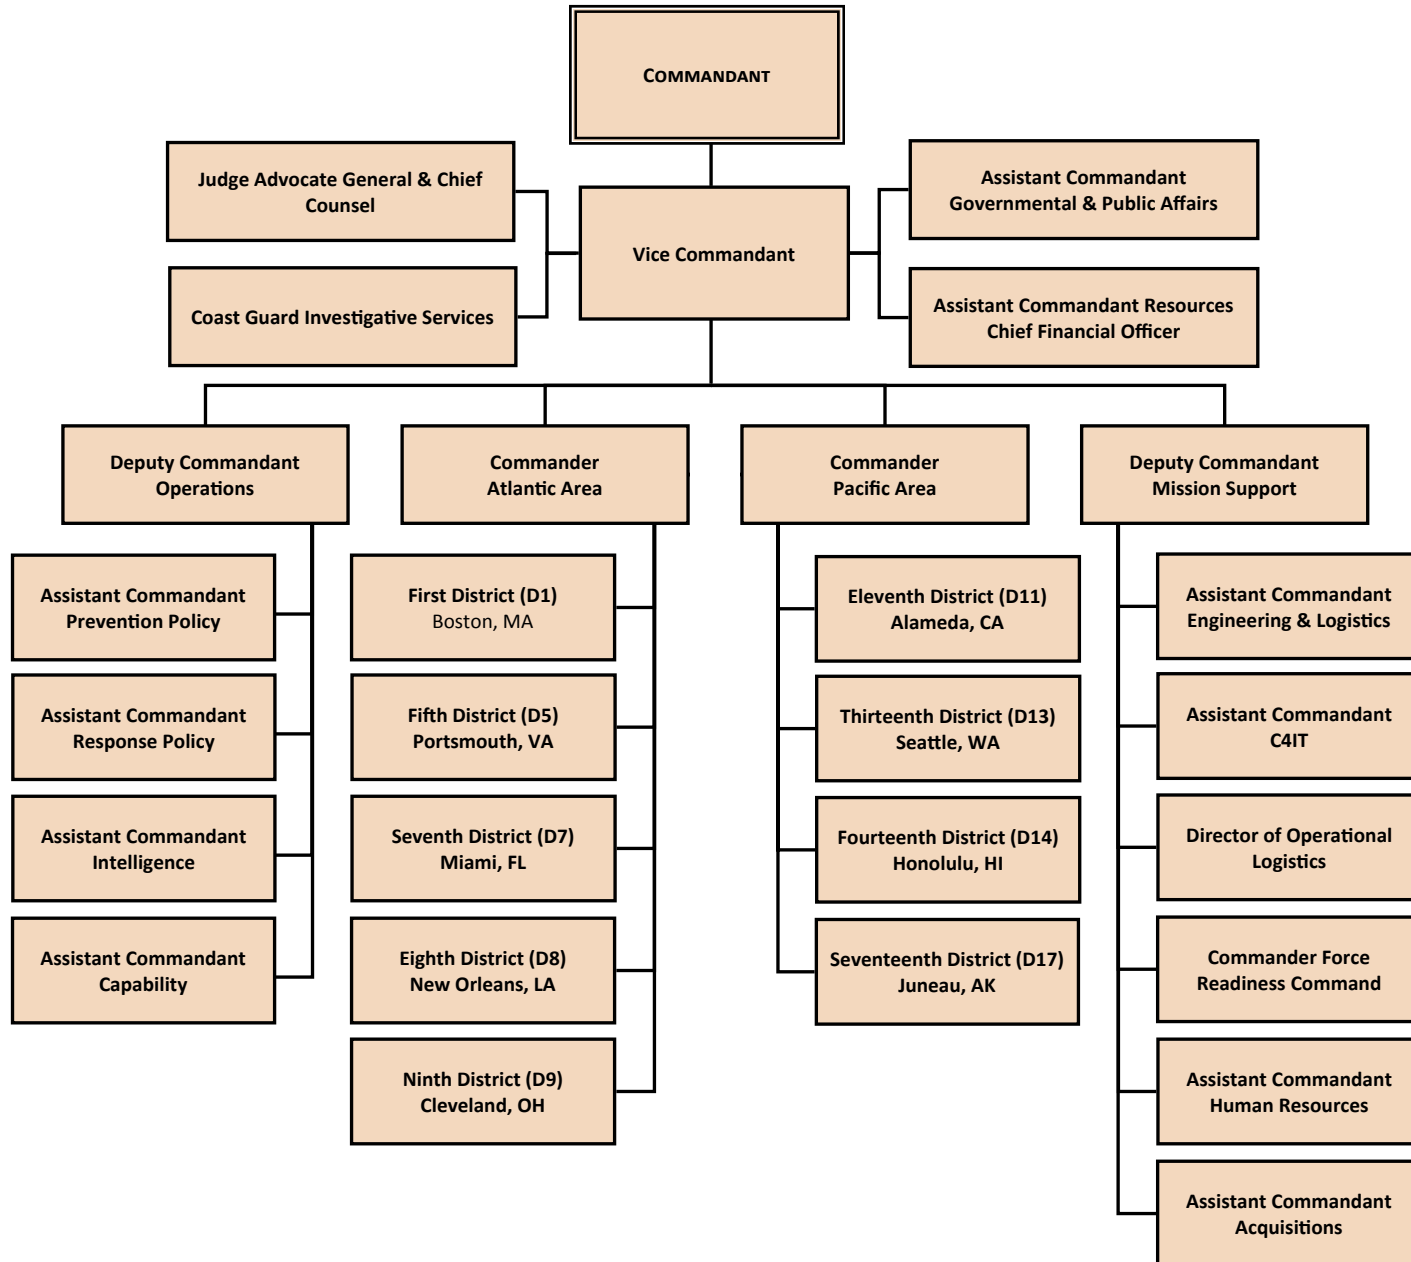 COMMANDANT
Judge Advocate General & Chief
Counsel
Assistant Commandant
Governmental & Public Affairs
Vice Commandant
Coast Guard Investigative Services
Assistant Commandant Resources
Chief Financial Officer
Deputy Commandant
Operations
Commander
Atlantic Area
Commander
Pacific Area
Deputy Commandant
Mission Support
Assistant Commandant
Prevention Policy
Assistant Commandant
Response Policy
Assistant Commandant
Intelligence
Assistant Commandant
Capability
First District (D1)
Boston, MA
Fifth District (D5)
Portsmouth, VA
Seventh District (D7)
Miami, FL
Eighth District (D8)
New Orleans, LA
Ninth District (D9)
Cleveland, OH
Eleventh District (D11)
Alameda, CA
Thirteenth District (D13)
Seattle, WA
Fourteenth District (D14)
Honolulu, HI
Seventeenth District (D17)
Juneau, AK
Assistant Commandant
Engineering & Logistics
Assistant Commandant
C4IT
Director of Operational
Logistics
Commander Force
Readiness Command
Assistant Commandant
Human Resources
Assistant Commandant
Acquisitions